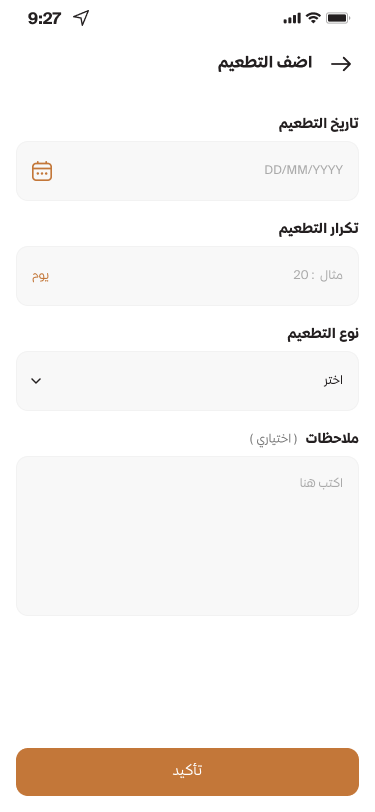 9:27
اضف التطعيم
تاريخ التطعيم
DD/MM/YYYY
تكرار التطعيم
مثال : 20
يوم
نوع التطعيم
اختر
ملاحظات ( اختياري )
اكتب هنا
تأكيد